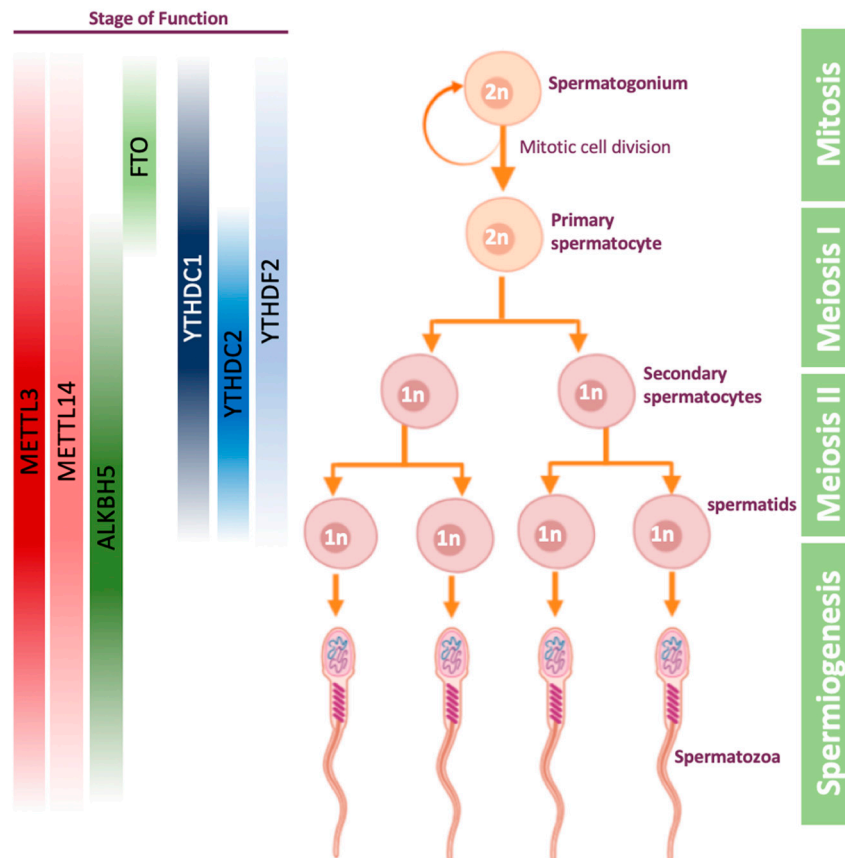 Stage of Function
METTL3
METTL14
ALKBH5
FTO
YTHDC1
YTHDC2
YTHDF2
2n
Spermatogonium
Mitotic cell division
2n
Primary
spermatocyte
1n
1n
Secondary
spermatocytes
1n
1n
1n
1n
spermatids
Spermatozoa
Mitosis
Meiosis I
Meiosis II
Spermiogenesis